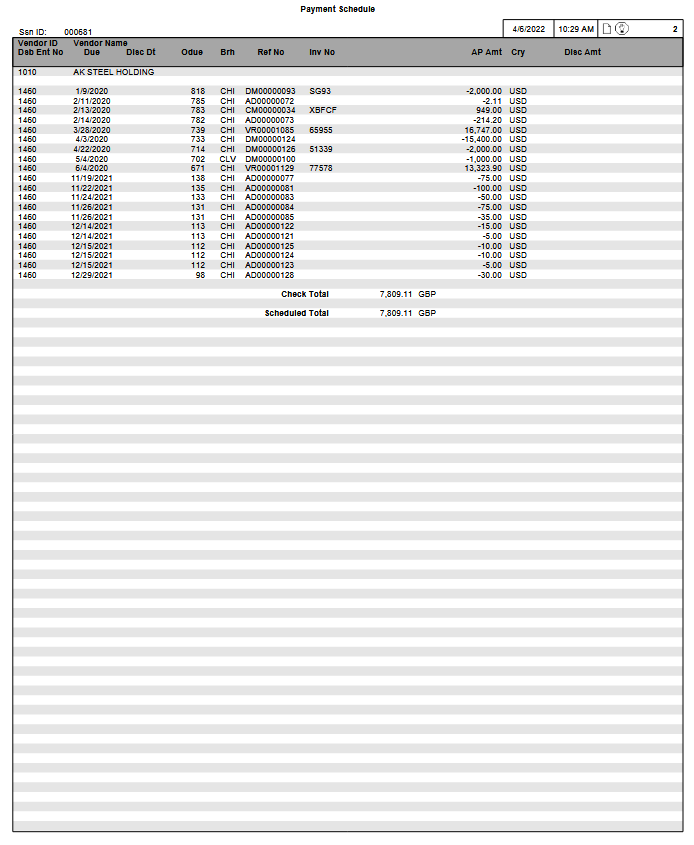 Payment Schedule
4/6/2022 10:29 AM 2
Ssn ID: 000681
Vendor ID Vendor Name
Dsb Ent No Due Disc Dt Odue Brh Ref No Inv No AP Amt Cry Disc Amt
1010 AK STEEL HOLDING
1460 1/9/2020 818 CHI DM00000093 SG93 -2,000.00 USD
1460 2/11/2020 785 CHI AD00000072 -2.11 USD
1460 2/13/2020 783 CHI CM00000034 XBFCF 949.00 USD
1460 2/14/2020 782 CHI AD00000073 -214.20 USD
1460 3/28/2020 739 CHI VR00001085 65955 16,747.00 USD
1460 4/3/2020 733 CHI DM00000124 -15,400.00 USD
1460 4/22/2020 714 CHI DM00000126 51339 -2,000.00 USD
1460 5/4/2020 702 CLV DM00000100 -1,000.00 USD
1460 6/4/2020 671 CHI VR00001129 77578 13,323.90 USD
1460 11/19/2021 138 CHI AD00000077 -75.00 USD
1460 11/22/2021 135 CHI AD00000081 -100.00 USD
1460 11/24/2021 133 CHI AD00000083 -50.00 USD
1460 11/26/2021 131 CHI AD00000084 -75.00 USD
1460 11/26/2021 131 CHI AD00000085 -35.00 USD
1460 12/14/2021 113 CHI AD00000122 -15.00 USD
1460 12/14/2021 113 CHI AD00000121 -5.00 USD
1460 12/15/2021 112 CHI AD00000125 -10.00 USD
1460 12/15/2021 112 CHI AD00000124 -10.00 USD
1460 12/15/2021 112 CHI AD00000123 -5.00 USD
1460 12/29/2021 98 CHI AD00000128 -30.00 USD
Check Total 7,809.11 GBP
Scheduled Total 7,809.11 GBP